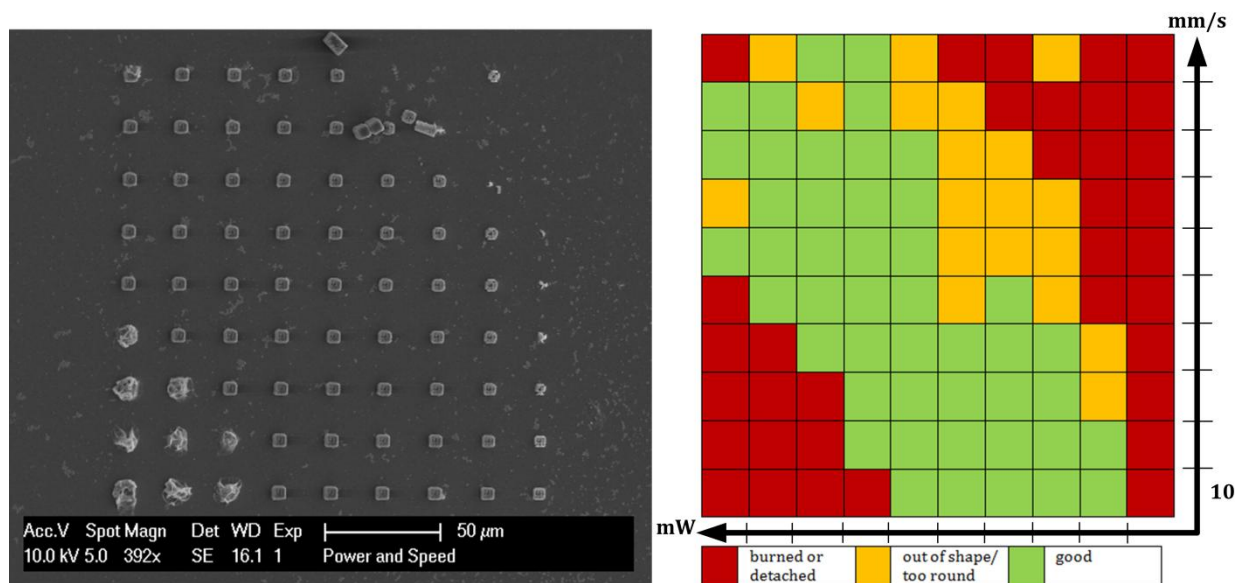 mm/s
10
mW
Acc.V Spot Magn Det WD Exp
10.0 kV 5.0 392x SE 16.1 1
50 µm
Power and Speed
burned or
detached
out of shape/
too round
good